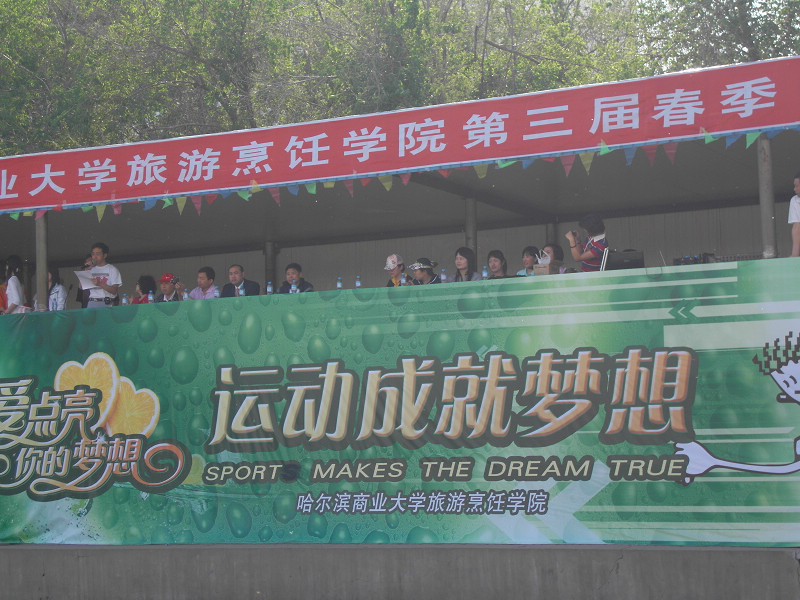 业大学旅游烹饪学院第三届春季
爱点亮
你的梦想
运动成就梦想
SPORTS MAKES THE DREAM TRUE
哈尔滨商业大学旅游烹饪学院